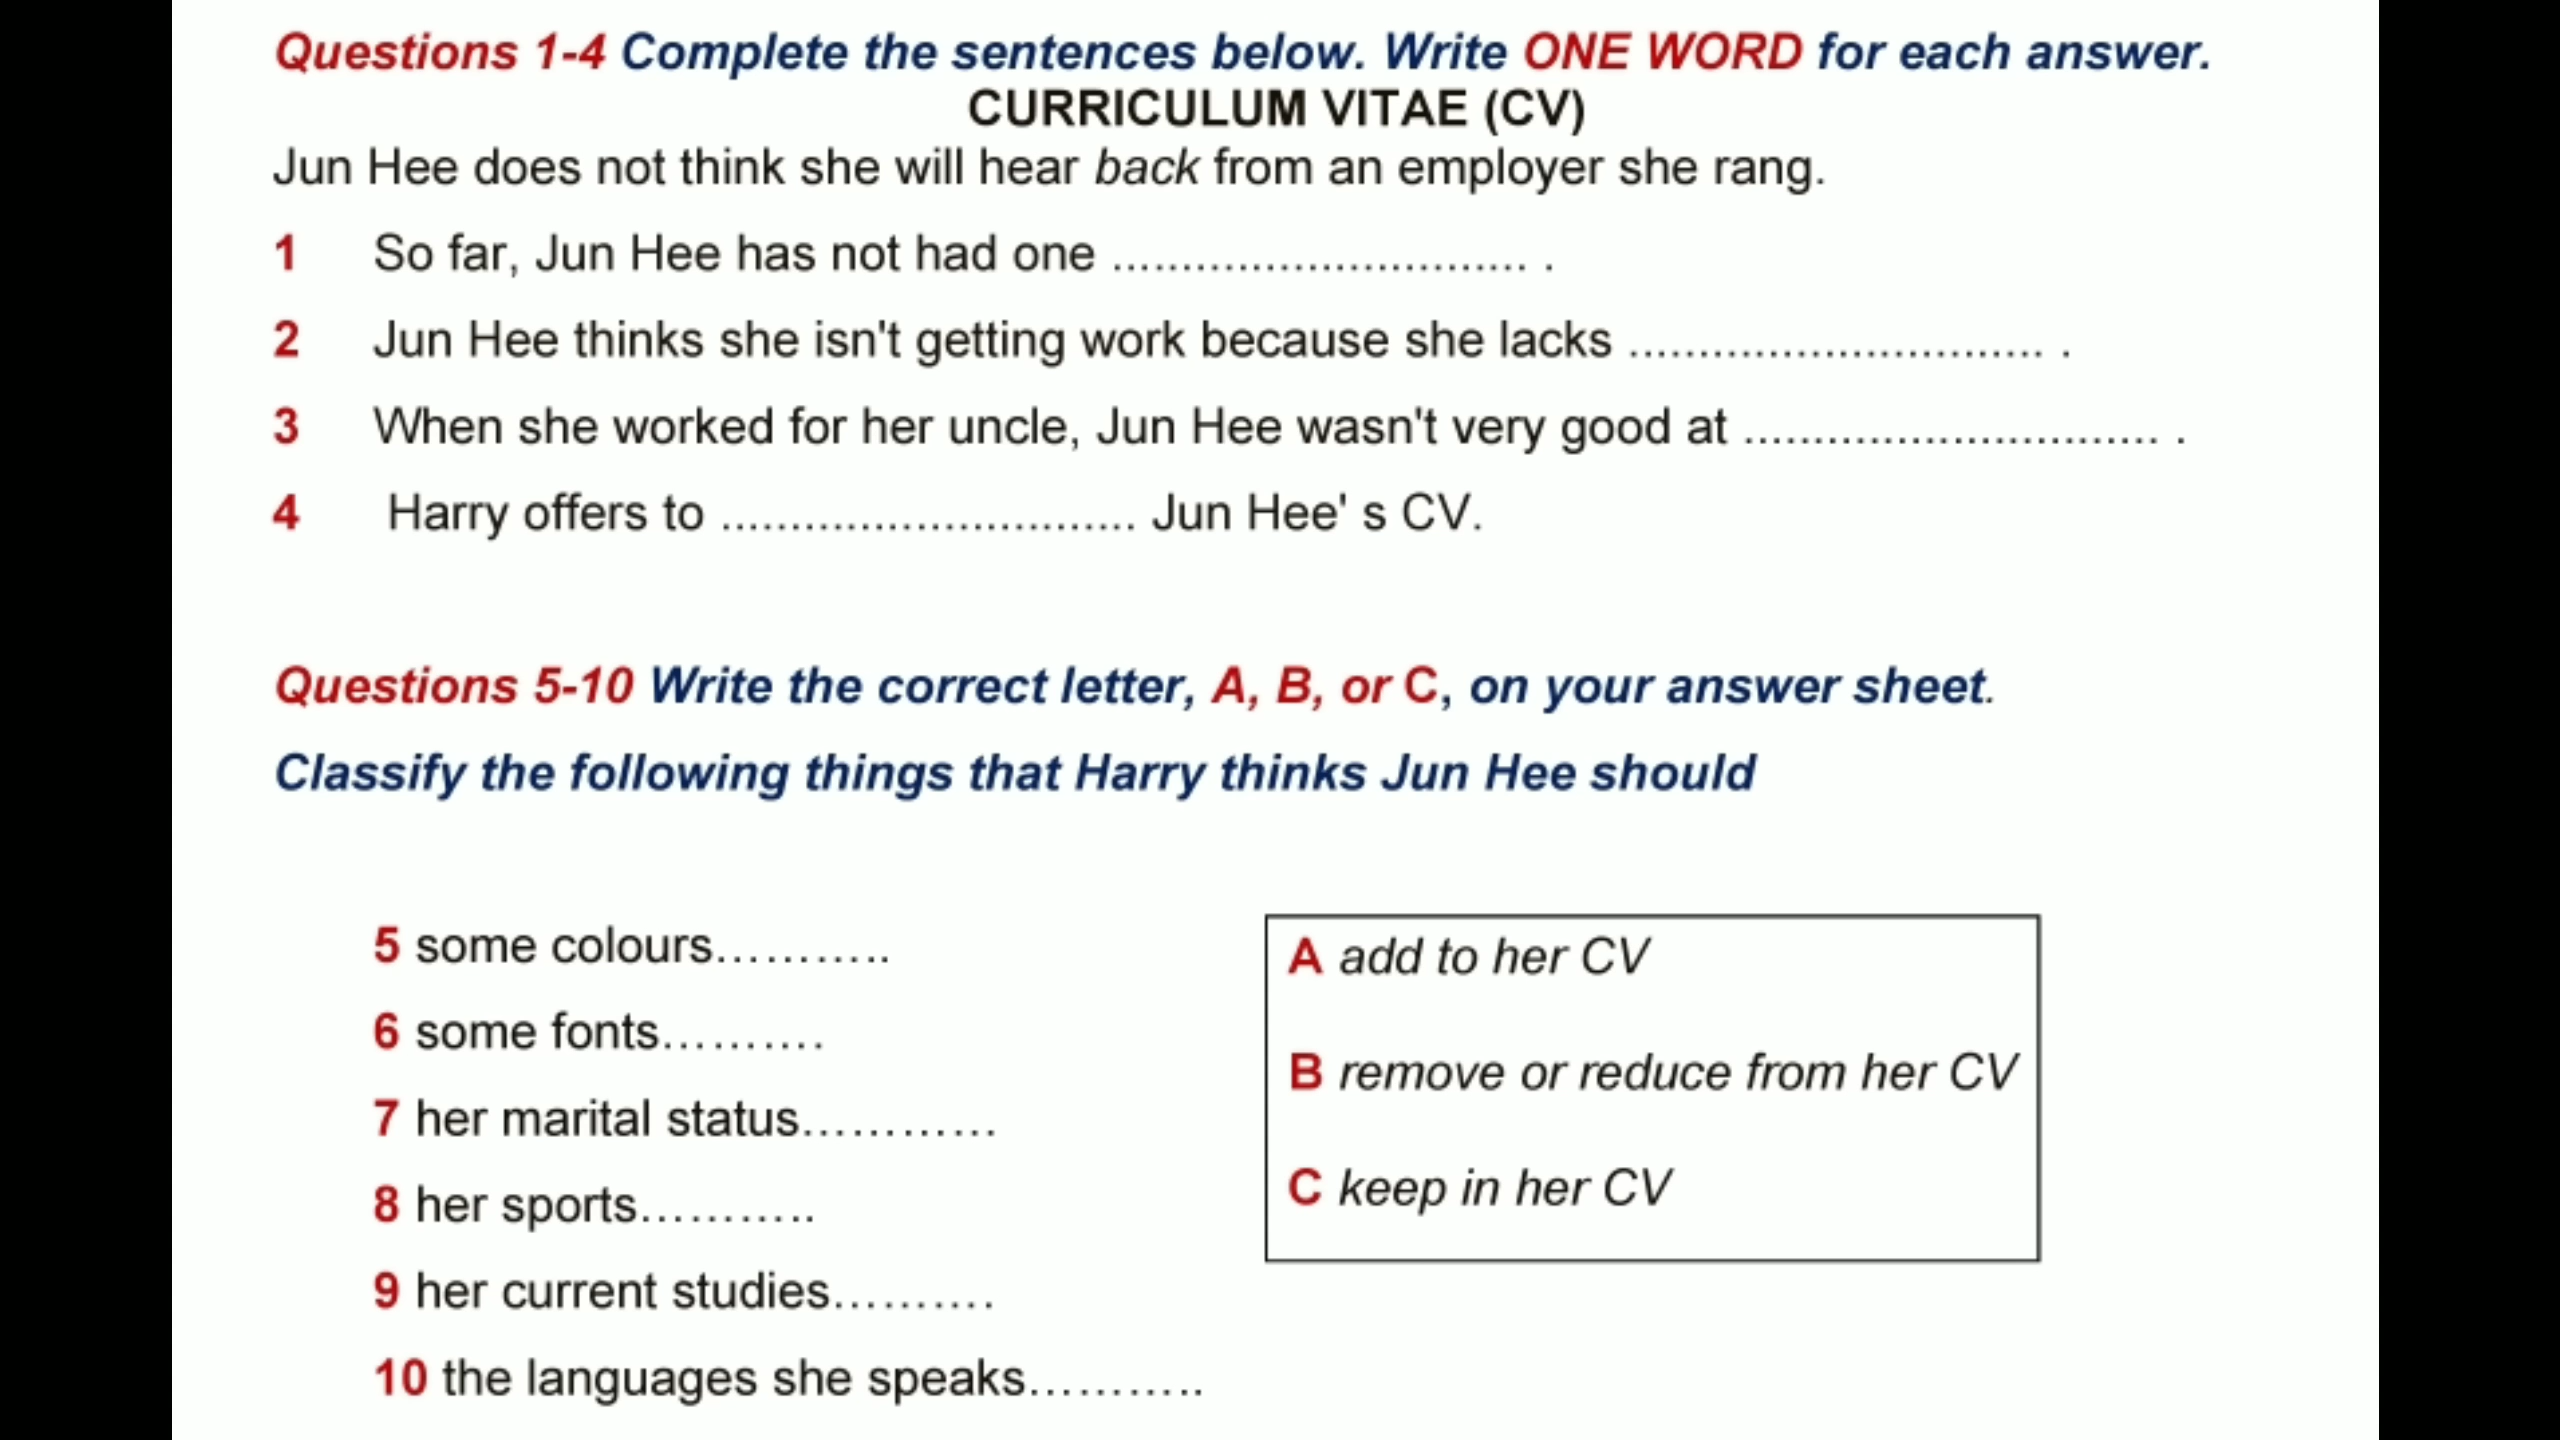 Questions 1-4 Complete the sentences below. Write ONE WORD for each answer.
CURRICULUM VITAE (CV)
Jun Hee does not think she will hear back from an employer she rang.
1 So far, Jun Hee has not had one .............................. .
2 Jun Hee thinks she isn't getting work because she lacks .............................. .
3 When she worked for her uncle, Jun Hee wasn't very good at .............................. .
4 Harry offers to .............................. Jun Hee' s CV.
Questions 5-10 Write the correct letter, A, B, or C, on your answer sheet.
Classify the following things that Harry thinks Jun Hee should
5 some colours………..
6 some fonts……….
7 her marital status…………
8 her sports………..
9 her current studies……….
10 the languages she speaks………..
A add to her CV
B remove or reduce from her CV
C keep in her CV